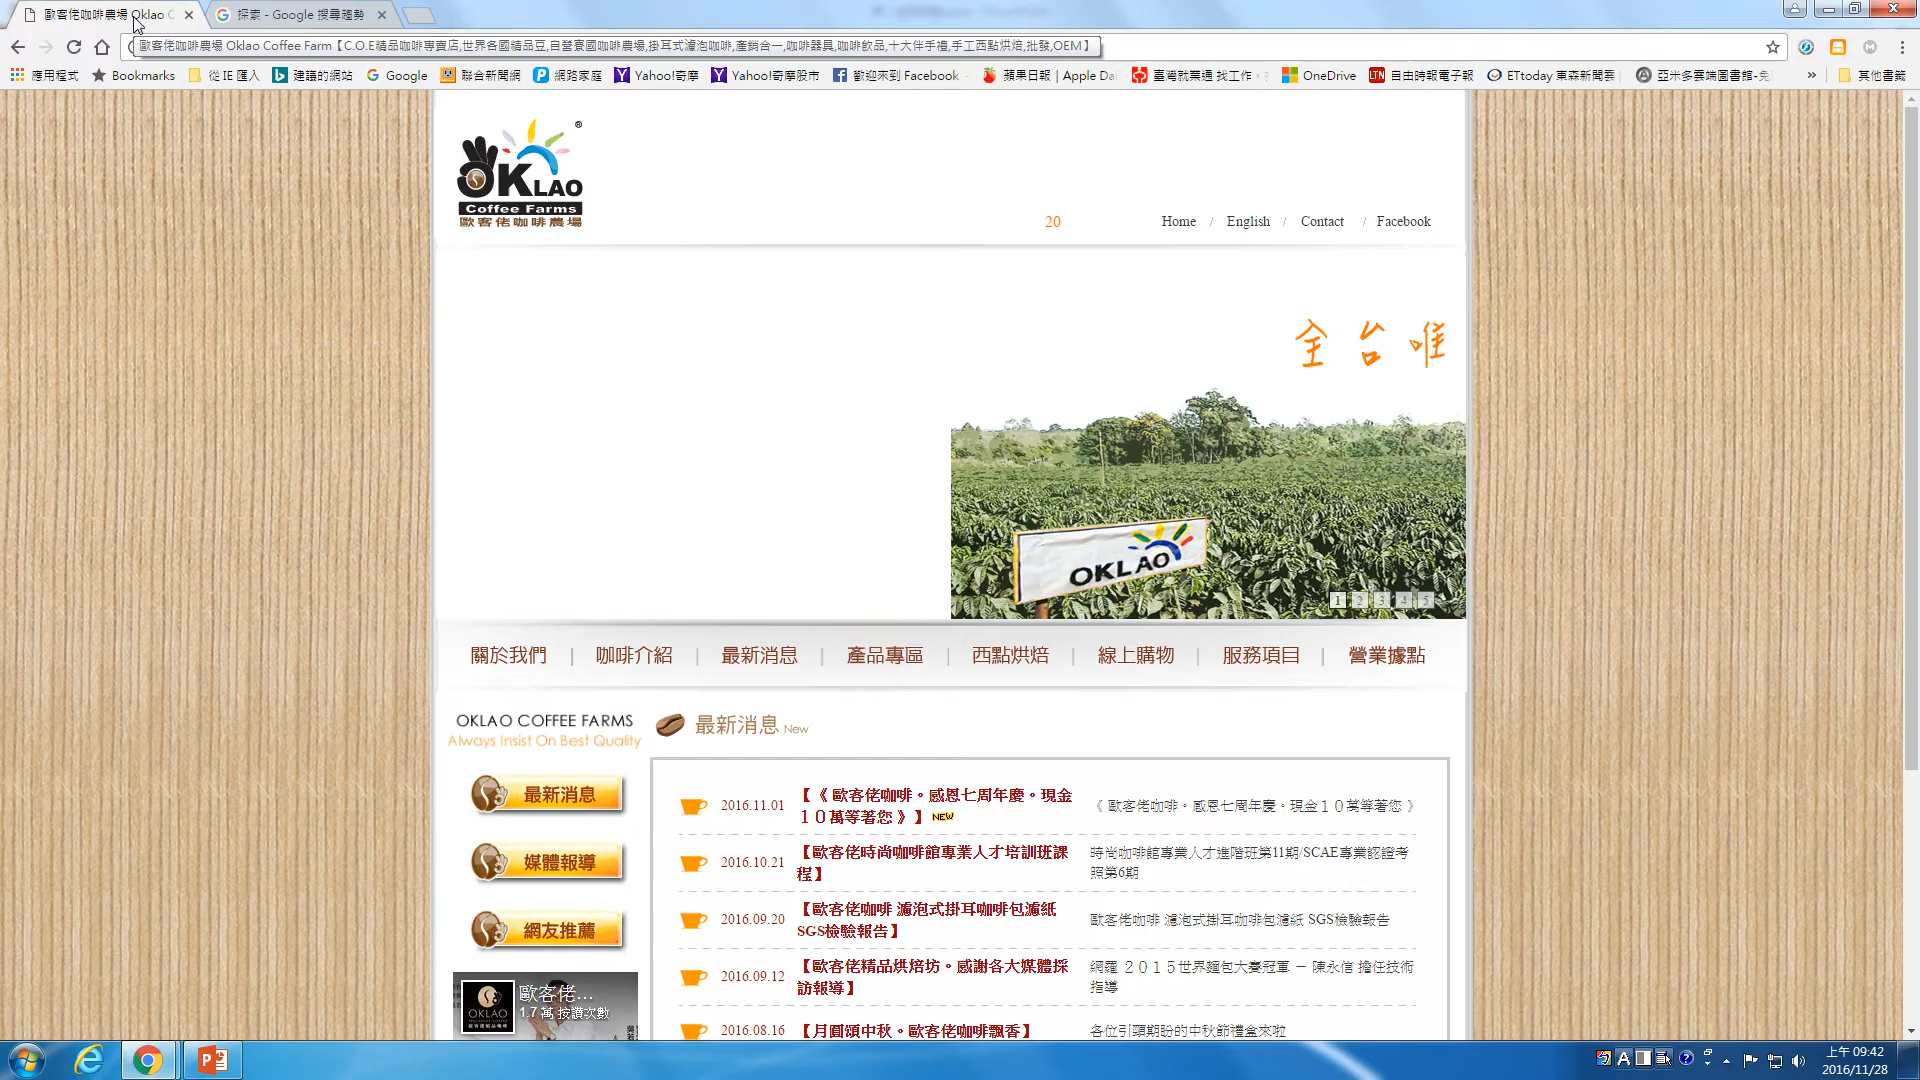 歐客佬咖啡農場 Oklao C
探索 - Google 搜尋趨勢
歐客佬咖啡農場 Oklao Coffee Farm【C.O.E精品咖啡專賣店,世界各國精品豆,自營寮國咖啡農場,掛耳式濾泡咖啡,產銷合一,咖啡器具,咖啡飲品,十大伴手禮,手工西點烘焙,批發,OEM】
應用程式 Bookmarks 從 IE 匯入 建議的網站 Google 聯合新聞網 網路家庭 Yahoo!奇摩 Yahoo!奇摩股市 歡迎來到 Facebook 蘋果日報 | Apple Dai 臺灣就業通 找工作 OneDrive 自由時報電子報 ETtoday 東森新聞雲 亞米多雲端圖書館-免 » 其他書籤
OKLAO ®
Coffee Farms
歐客佬咖啡農場
20 Home / English / Contact / Facebook
全台唯
OKLAO
1 2 3 4 5
關於我們 | 咖啡介紹 | 最新消息 | 產品專區 | 西點烘焙 | 線上購物 | 服務項目 | 營業據點
OKLAO COFFEE FARMS
Always Insist On Best Quality
最新消息 New
最新消息
媒體報導
網友推薦
歐客佬...
1.7 萬 按讚次數
OKLAO
2016.11.01 【《 歐客佬咖啡。感恩七周年慶。現金
１０萬等著您 》】 NEW
《 歐客佬咖啡。感恩七周年慶。現金１０萬等著您 》
2016.10.21 【歐客佬時尚咖啡館專業人才培訓班課
程】
時尚咖啡館專業人才進階班第11期/SCAE專業認證考
照第6期
2016.09.20 【歐客佬咖啡 濾泡式掛耳咖啡包濾紙
SGS檢驗報告】
歐客佬咖啡 濾泡式掛耳咖啡包濾紙 SGS檢驗報告
2016.09.12 【歐客佬精品烘焙坊。感謝各大媒體採
訪報導】
網羅 ２０１５世界麵包大賽冠軍 － 陳永信 擔任技術
指導
2016.08.16 【月圓頌中秋。歐客佬咖啡飄香】
各位引頸期盼的中秋節禮盒來啦
A
上午 09:42
2016/11/28